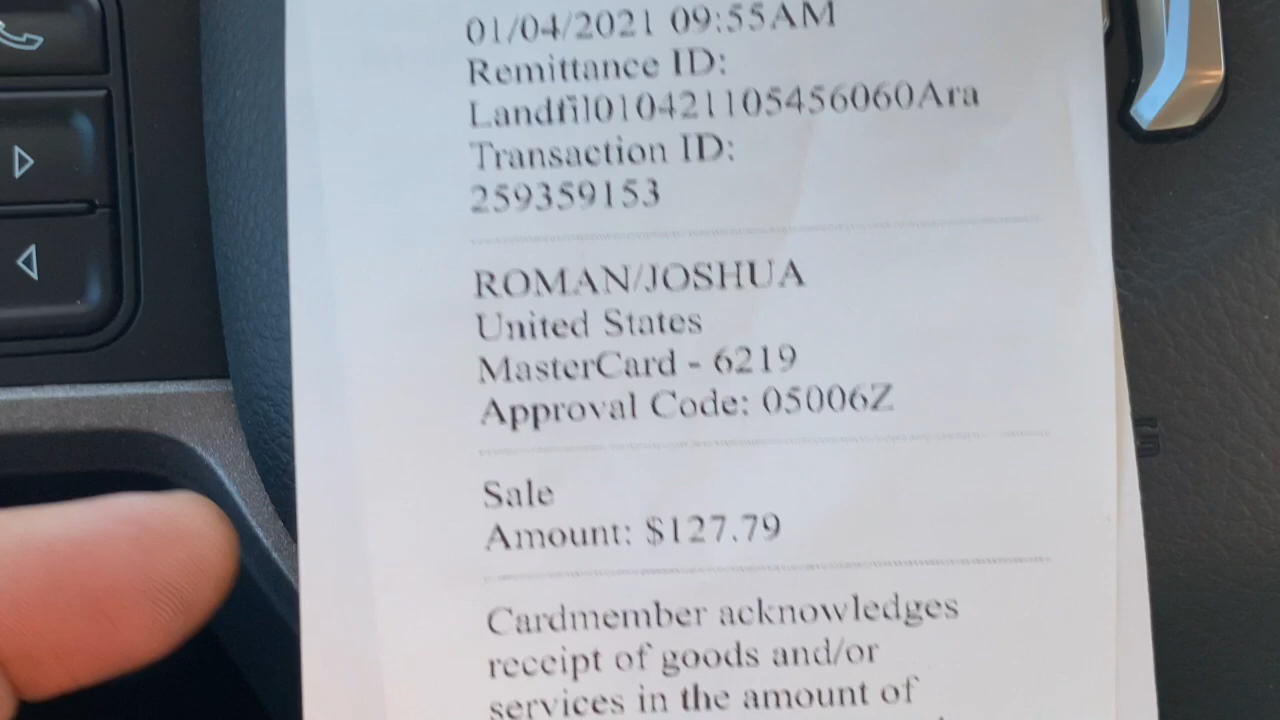 01/04/2021 09:55AM
Remittance ID:
Landfil010421105456060Ara
Transaction ID:
259359153
ROMAN/JOSHUA
United States
MasterCard - 6219
Approval Code: 05006Z
Sale
Amount: $127.79
Cardmember acknowledges
receipt of goods and/or
services in the amount of